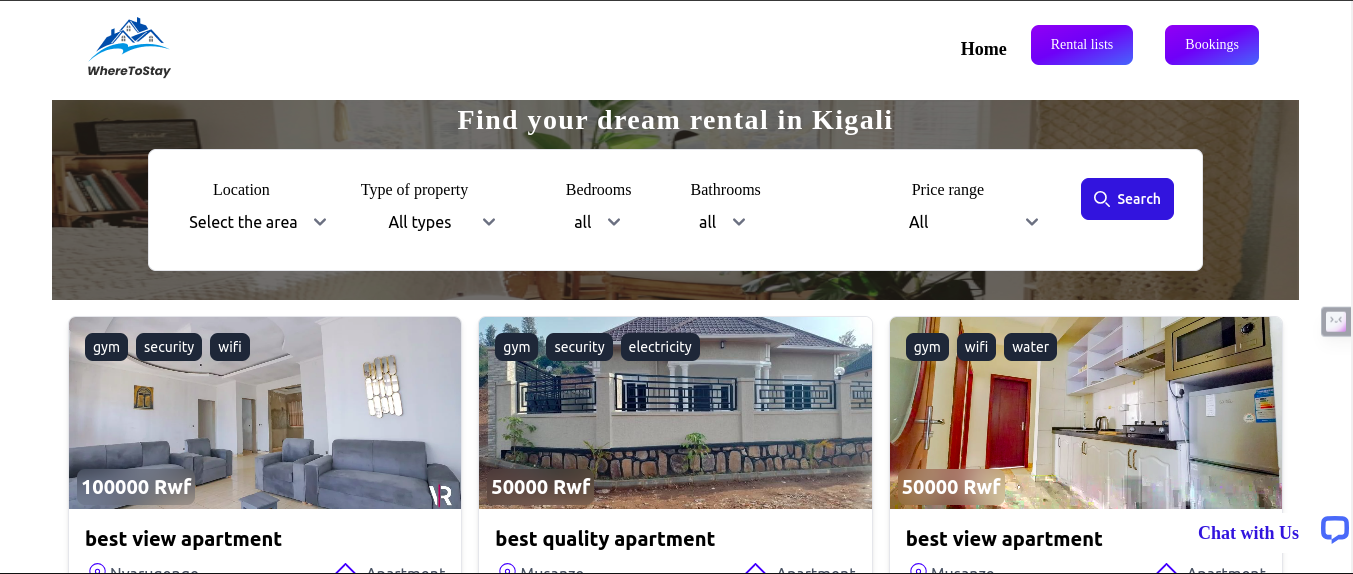 WhereToStay
Home
Rental lists
Bookings
Find your dream rental in Kigali
Location
Type of property
Bedrooms
Bathrooms
Price range
Select the area
All types
all
all
All
Search
gym
security
wifi
100000 Rwf
VR
best view apartment
Nyarugenge
Apartment
gym
security
electricity
50000 Rwf
best quality apartment
Musanze
Apartment
gym
wifi
water
50000 Rwf
best view apartment
Musanze
Apartment
Chat with Us